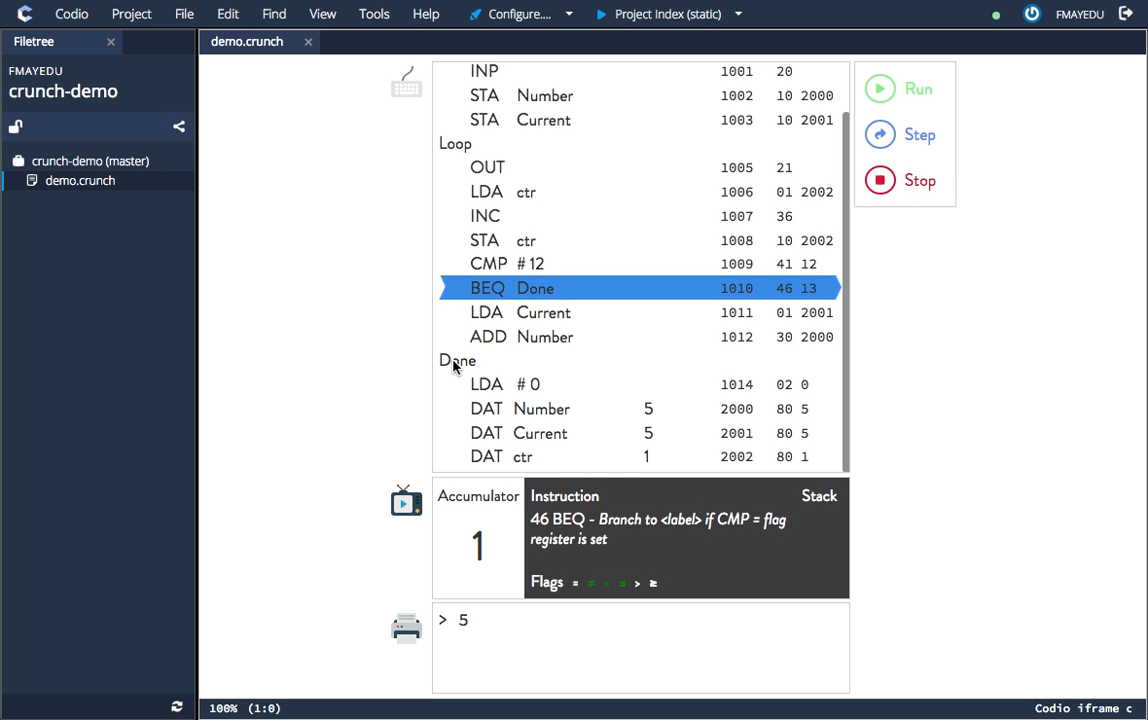 Codio Project File Edit Find View Tools Help Configure.... Project Index (static) FMAYEDU
Filetree ×
demo.crunch ×
FMAYEDU
crunch-demo
crunch-demo (master)
demo.crunch
INP 1001 20
STA Number 1002 10 2000
STA Current 1003 10 2001
Loop
OUT 1005 21
LDA ctr 1006 01 2002
INC 1007 36
STA ctr 1008 10 2002
CMP #12 1009 41 12
BEQ Done 1010 46 13
LDA Current 1011 01 2001
ADD Number 1012 30 2000
Done
LDA #0 1014 02 0
DAT Number 5 2000 80 5
DAT Current 5 2001 80 5
DAT ctr 1 2002 80 1
Run
Step
Stop
Accumulator
1
Instruction Stack
46 BEQ - Branch to <label> if CMP = flag
register is set
Flags = ≠ < ≤ > ≥
> 5
100% (1:0) Codio iframe c